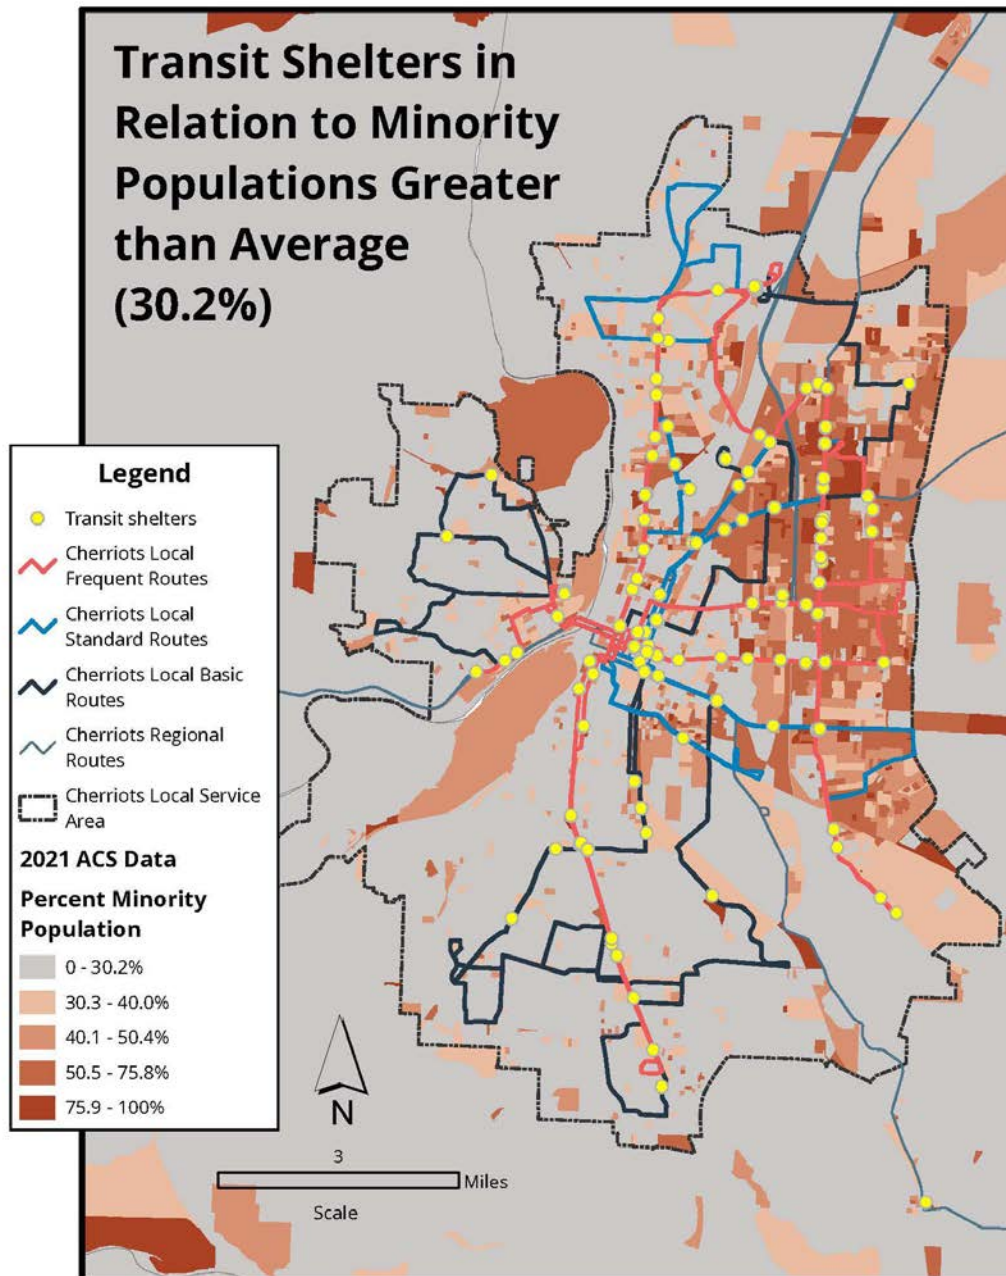 Transit Shelters in
Relation to Minority
Populations Greater
than Average
(30.2%)
Legend
Transit shelters
Cherriots Local
Frequent Routes
Cherriots Local
Standard Routes
Cherriots Local Basic
Routes
Cherriots Regional
Routes
Cherriots Local Service
Area
2021 ACS Data
Percent Minority
Population
0 - 30.2%
30.3 - 40.0%
40.1 - 50.4%
50.5 - 75.8%
75.9 - 100%
N
3
Miles
Scale